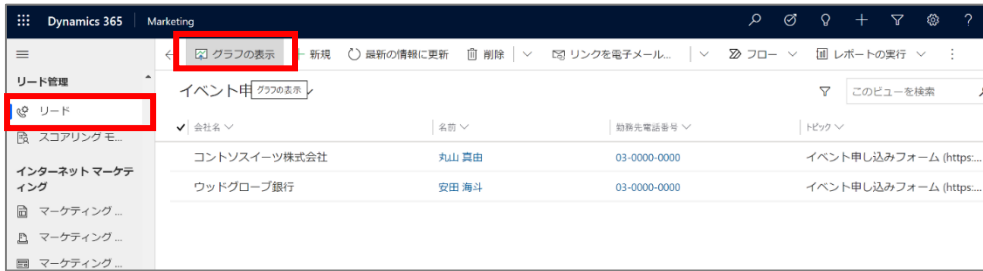 Dynamics 365 Marketing
グラフの表示 新規 最新の情報に更新 削除 リンクを電子メール... フロー レポートの実行
リード管理
イベント申
グラフの表示
このビューを検索
リード
会社名 名前 勤務先電話番号 トピック
スコアリング モ...
コントソスイーツ株式会社 丸山 真由 03-0000-0000 イベント申し込みフォーム (https:...
インターネット マーケテ
ィング
ウッドグローブ銀行 安田 海斗 03-0000-0000 イベント申し込みフォーム (https:...
マーケティング ...
マーケティング ...
マーケティング ...